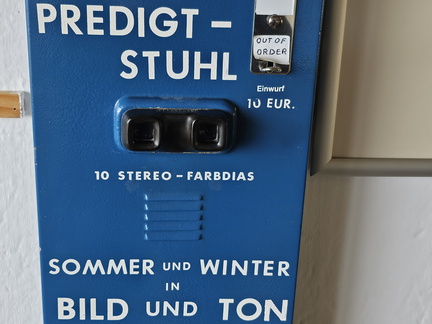 PREDIGT –
STUHL
OUT OF
ORDER
Einwurf
10 EUR.
10 STEREO – FARBDIAS
SOMMER UND WINTER
IN
BILD UND TON